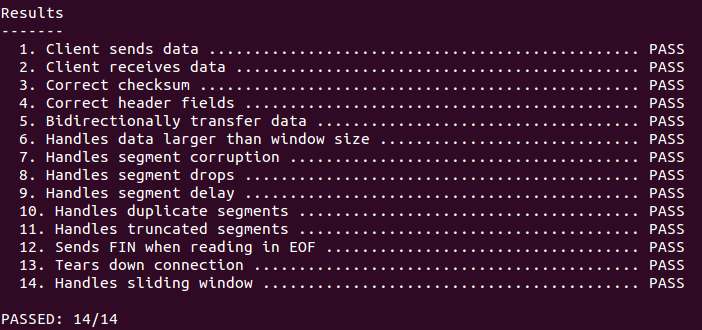 Results
-------
1. Client sends data ................................................ PASS
2. Client receives data ............................................. PASS
3. Correct checksum ................................................. PASS
4. Correct header fields ............................................ PASS
5. Bidirectionally transfer data .................................... PASS
6. Handles data larger than window size ............................. PASS
7. Handles segment corruption ....................................... PASS
8. Handles segment drops ............................................ PASS
9. Handles segment delay ............................................ PASS
10. Handles duplicate segments ...................................... PASS
11. Handles truncated segments ...................................... PASS
12. Sends FIN when reading in EOF ................................... PASS
13. Tears down connection ........................................... PASS
14. Handles sliding window .......................................... PASS
PASSED: 14/14